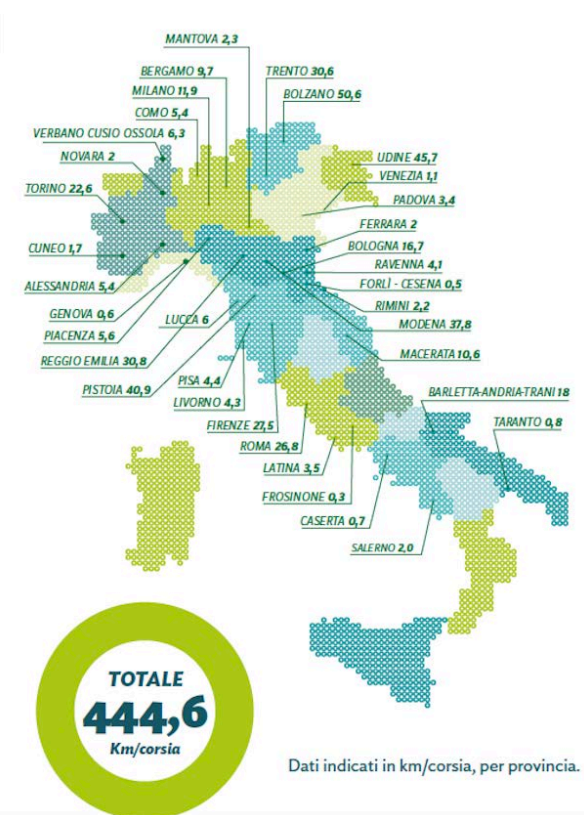 MANTOVA 2,3
BERGAMO 9,7
TRENTO 30,6
MILANO 11,9
BOLZANO 50,6
COMO 5,4
VERBANO CUSIO OSSOLA 6,3
NOVARA 2
UDINE 45,7
VENEZIA 1,1
TORINO 22,6
PADOVA 3,4
FERRARA 2
CUNEO 1,7
BOLOGNA 16,7
RAVENNA 4,1
ALESSANDRIA 5,4
FORLÌ - CESENA 0,5
GENOVA 0,6
RIMINI 2,2
LUCCA 6
MODENA 37,8
PIACENZA 5,6
REGGIO EMILIA 30,8
MACERATA 10,6
PISA 4,4
PISTOIA 40,9
BARLETTA-ANDRIA-TRANI 18
LIVORNO 4,3
TARANTO 0,8
FIRENZE 27,5
ROMA 26,8
LATINA 3,5
FROSINONE 0,3
CASERTA 0,7
SALERNO 2,0
TOTALE
444,6
Km/corsia
Dati indicati in km/corsia, per provincia.